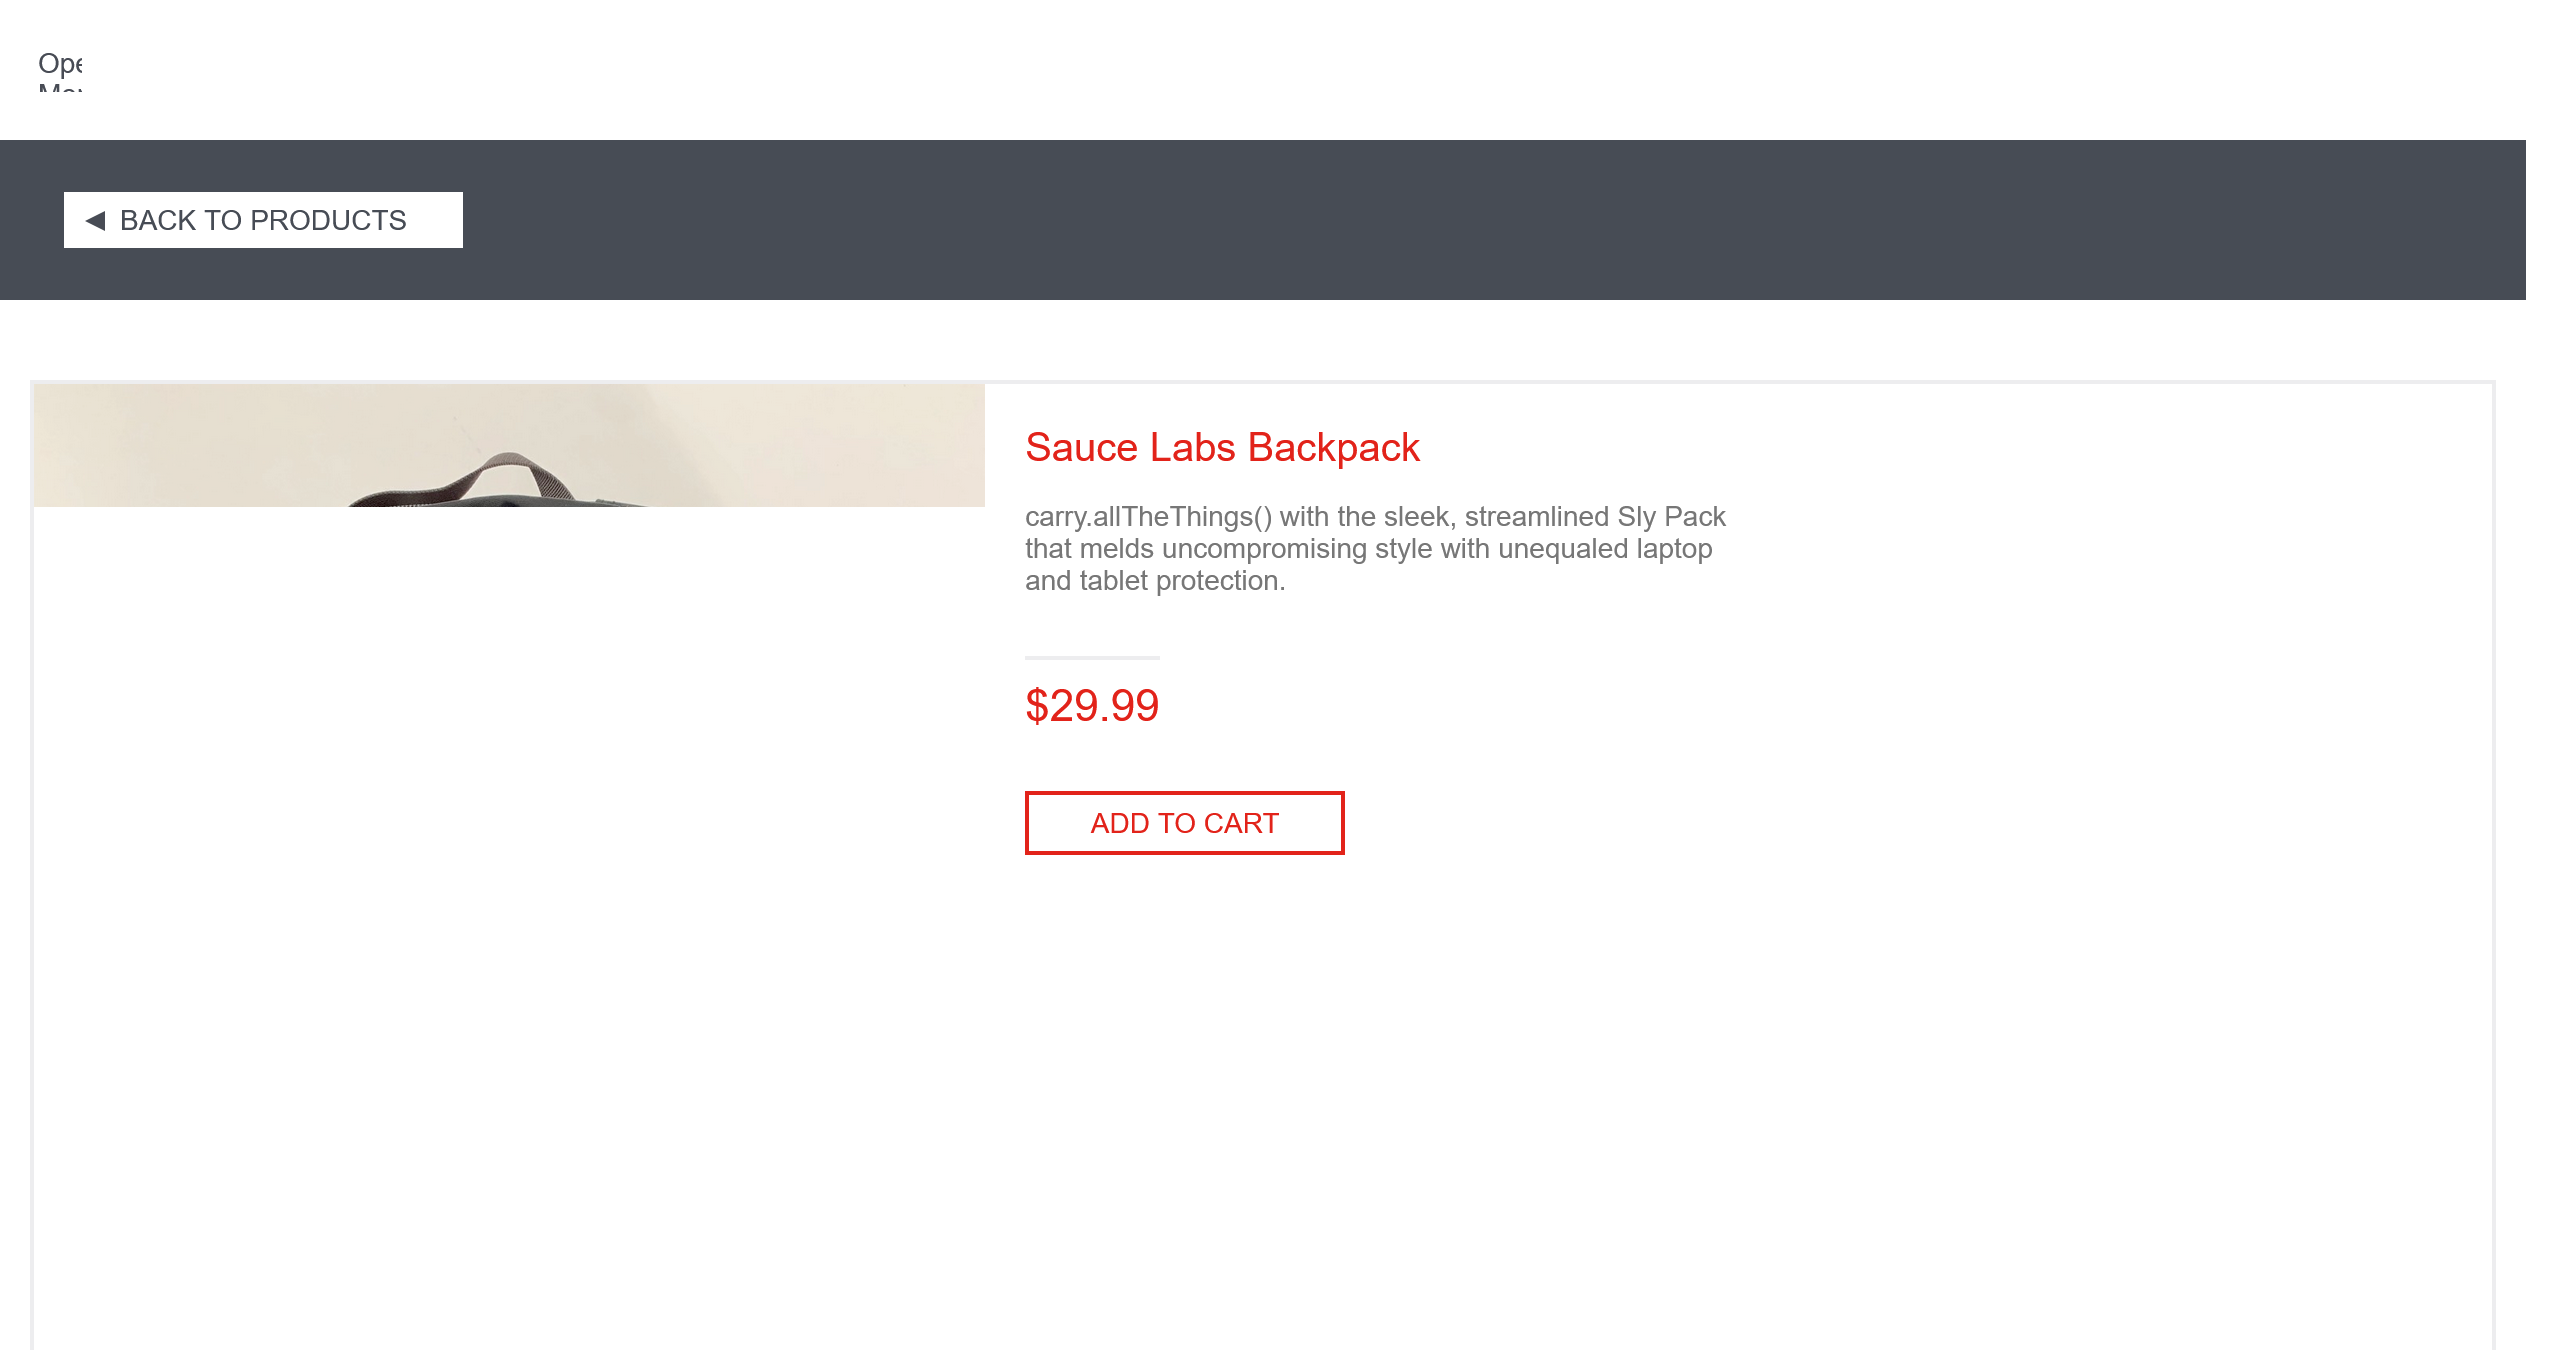 Ope
◀ BACK TO PRODUCTS
Sauce Labs Backpack
carry.allTheThings() with the sleek, streamlined Sly Pack
that melds uncompromising style with unequaled laptop
and tablet protection.
$29.99
ADD TO CART